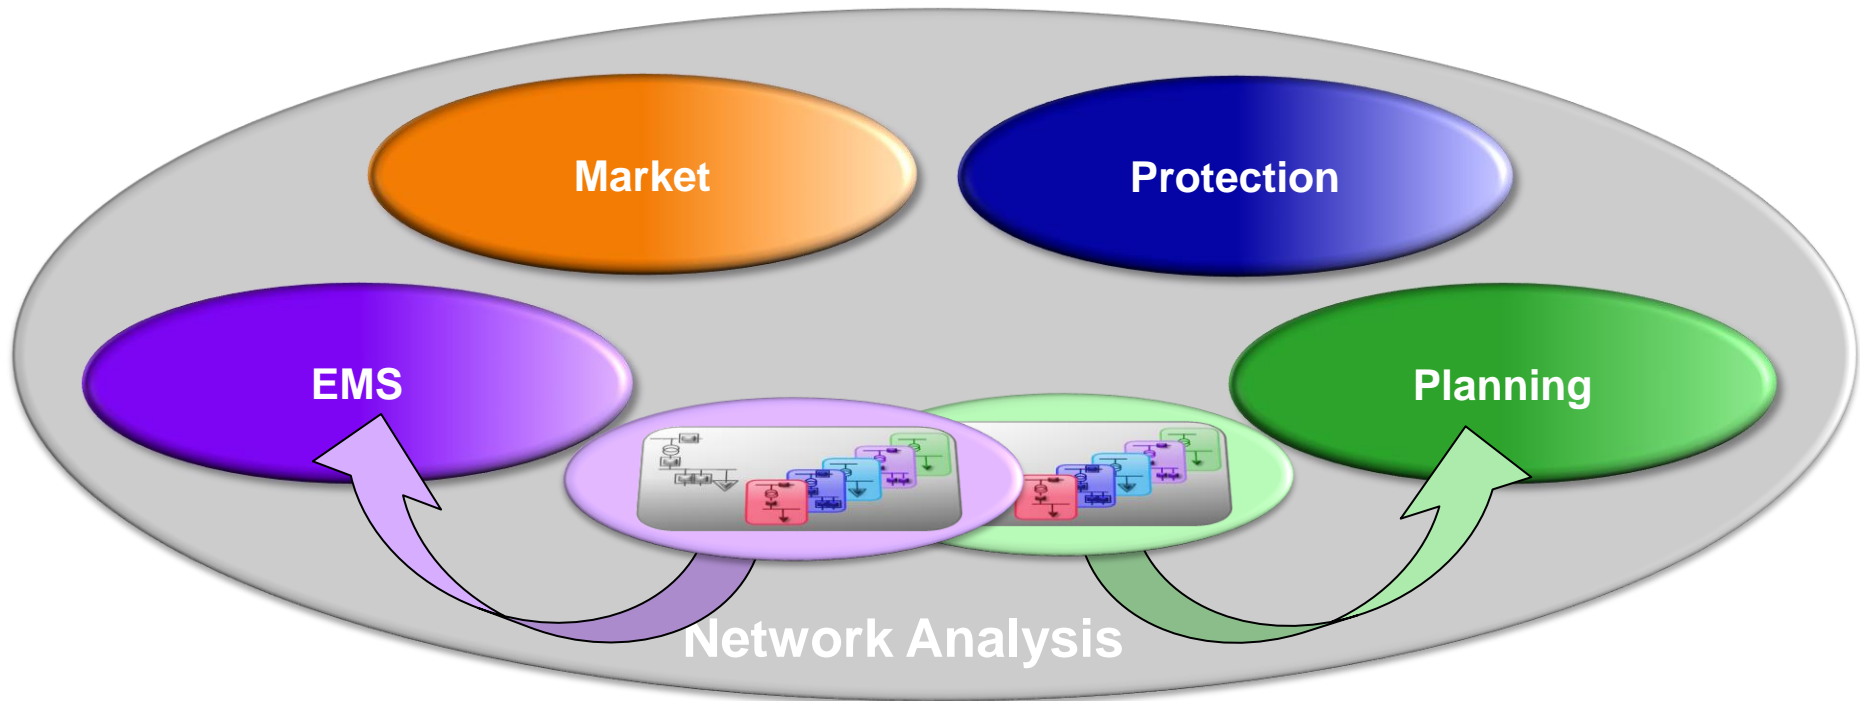 Market
Protection
EMS
Planning
Network Analysis